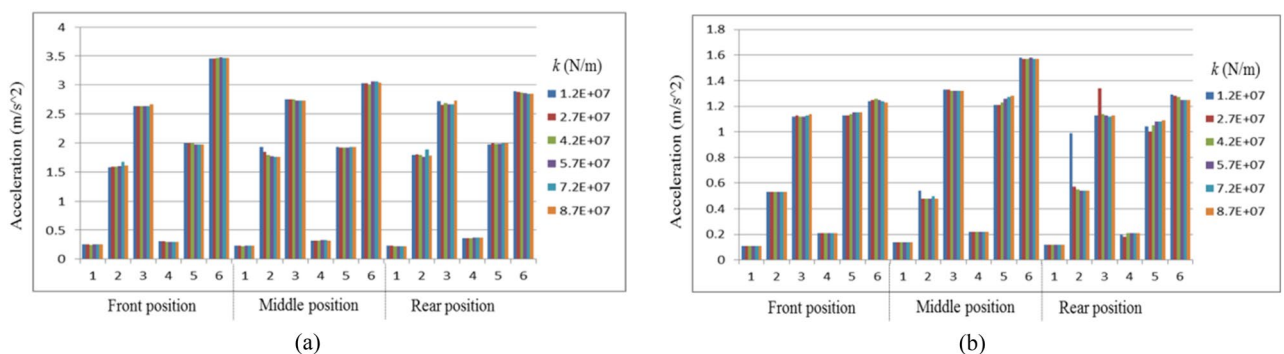 4
3.5
3
2.5
2
1.5
1
0.5
0
Acceleration (m/s^2)
1 2 3 4 5 6 1 2 3 4 5 6 1 2 3 4 5 6
Front position Middle position Rear position
k (N/m)
1.2E+07
2.7E+07
4.2E+07
5.7E+07
7.2E+07
8.7E+07
(a)
1.8
1.6
1.4
1.2
1
0.8
0.6
0.4
0.2
0
Acceleration (m/s^2)
1 2 3 4 5 6 1 2 3 4 5 6 1 2 3 4 5 6
Front position Middle position Rear position
k (N/m)
1.2E+07
2.7E+07
4.2E+07
5.7E+07
7.2E+07
8.7E+07
(b)